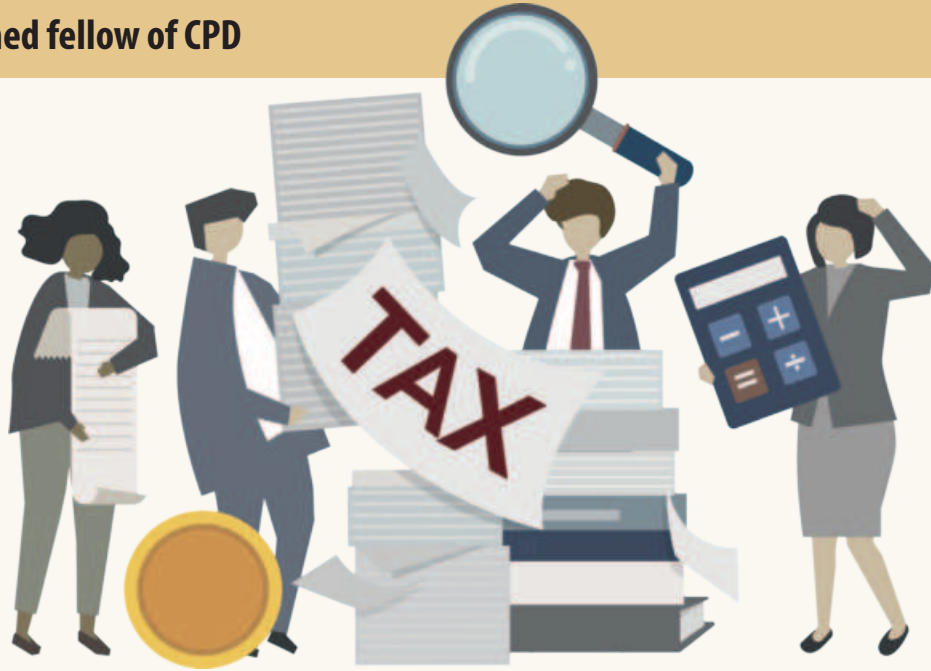 ned fellow of CPD
TAX
− +
= ÷